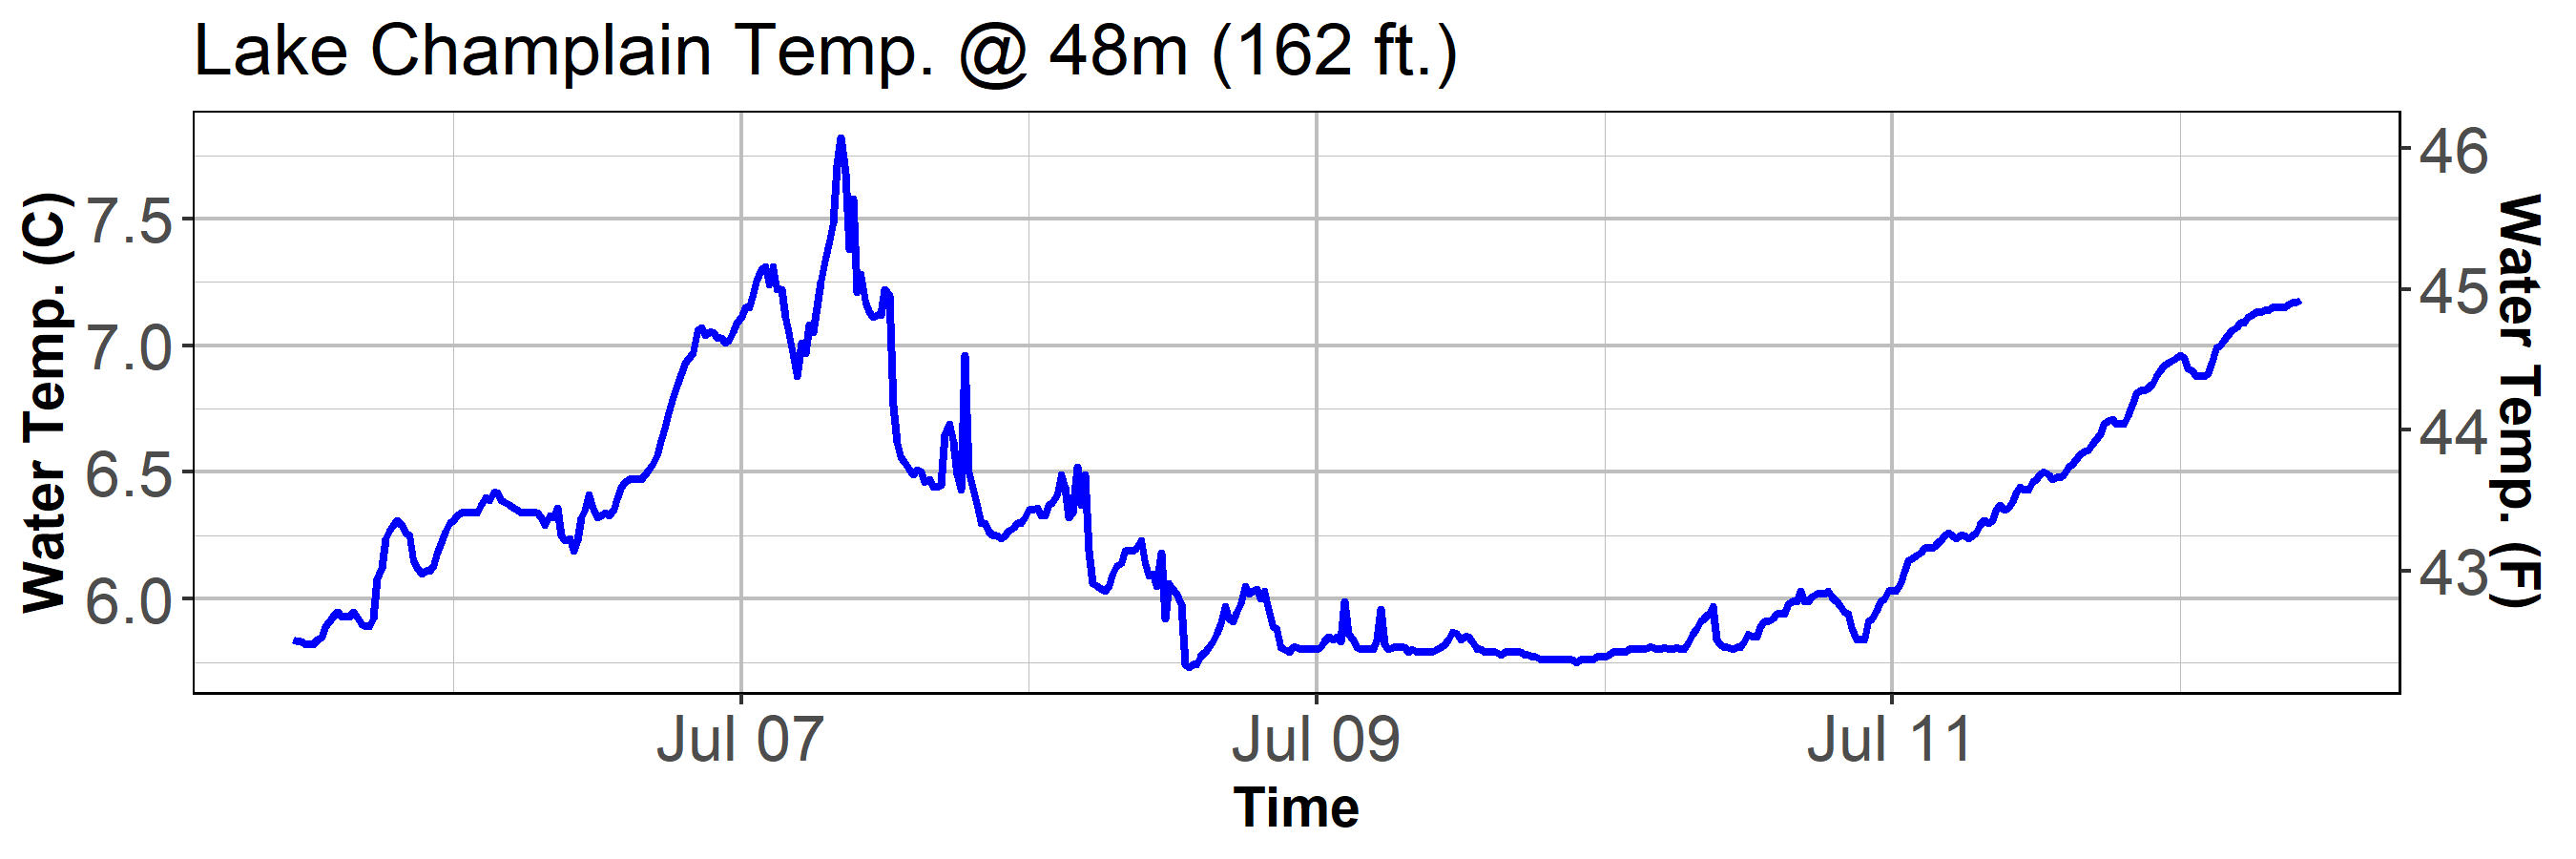 Lake Champlain Temp. @ 48m (162 ft.)
Water Temp. (C)
7.5
7.0
6.5
6.0
46
45
44
43
Water Temp. (F)
Jul 07 Jul 09 Jul 11
Time